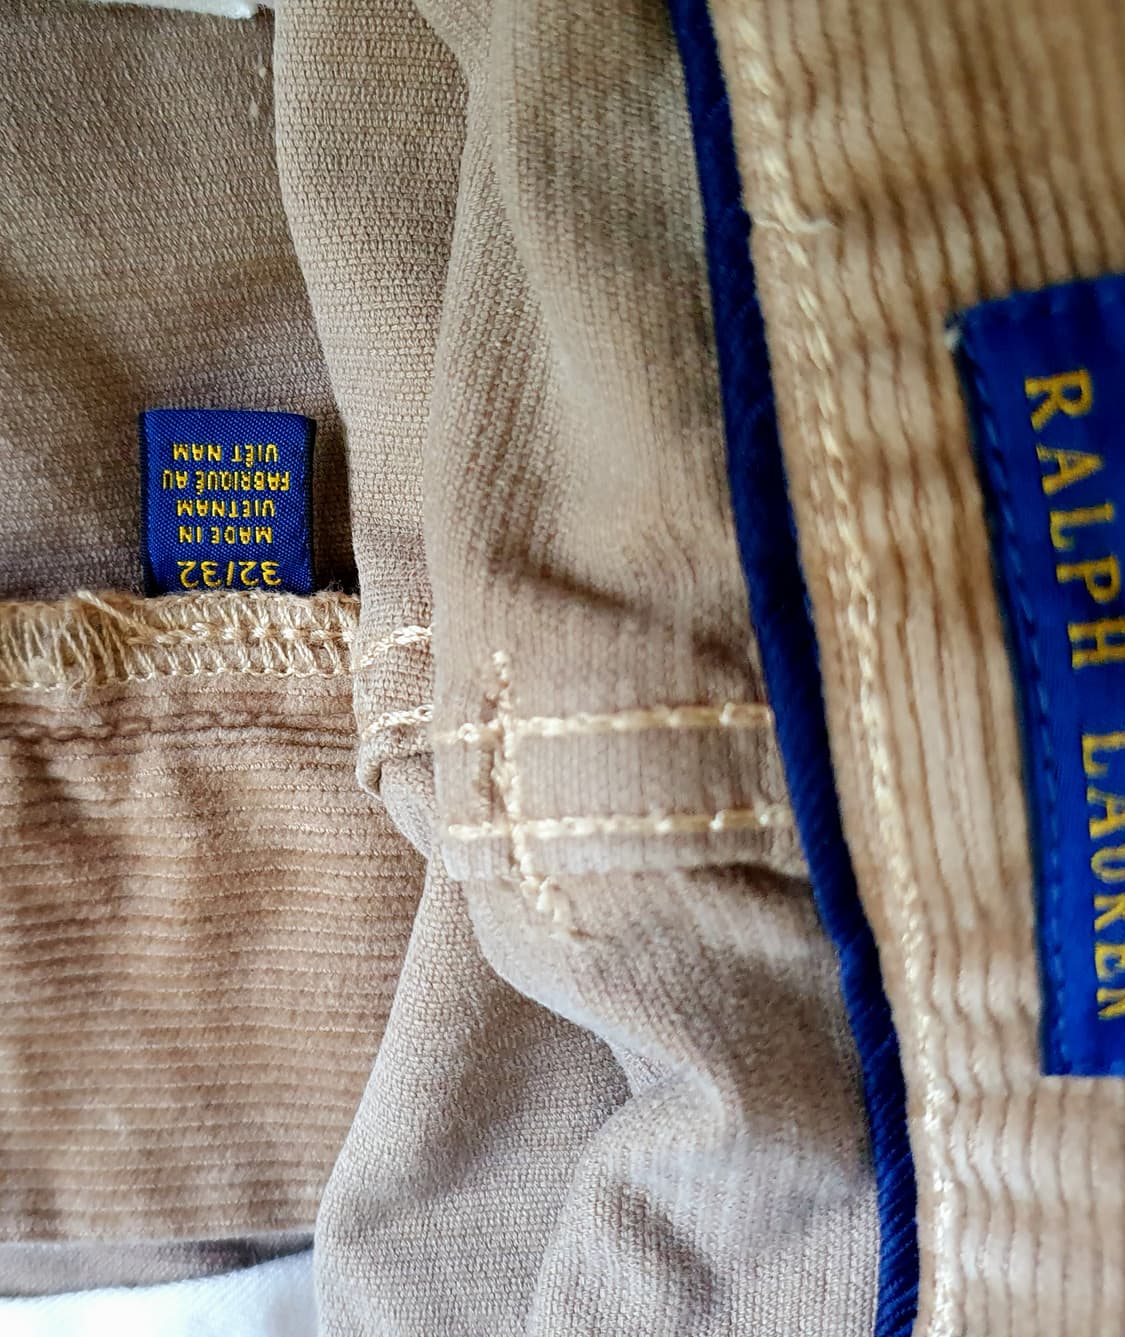 32/32
MADE IN
VIETNAM
FABRIQUÉ AU
VIÊT NAM
RALPH LAUREN